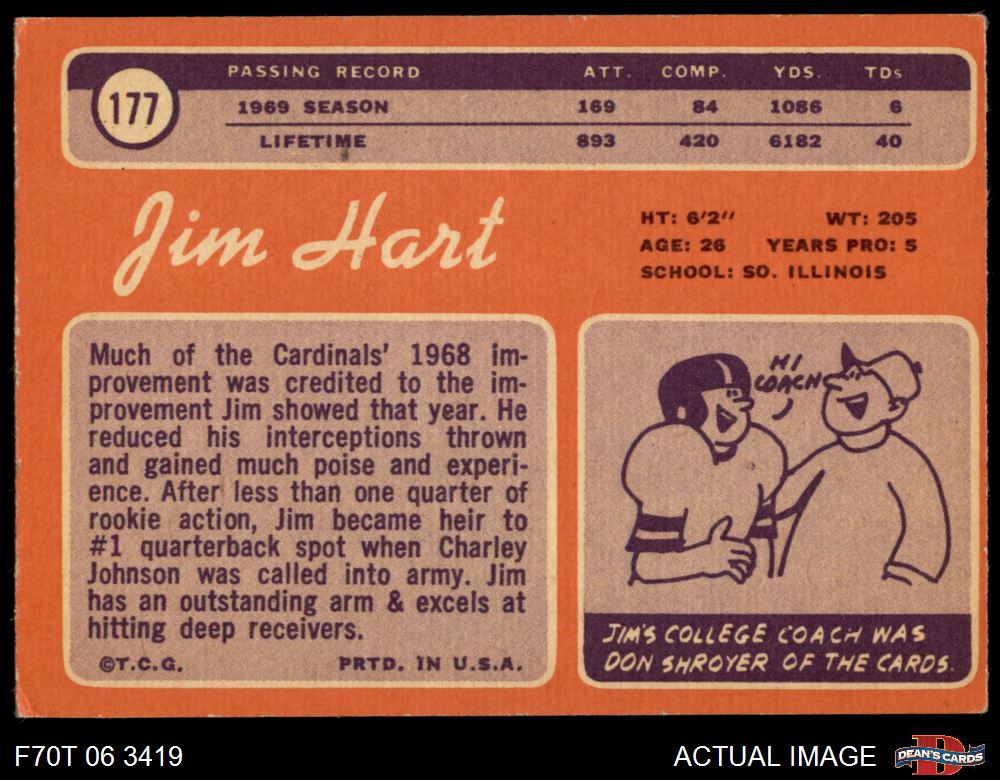 177
PASSING RECORD ATT. COMP. YDS. TDs
1969 SEASON 169 84 1086 6
LIFETIME 893 420 6182 40
Jim Hart
HT: 6'2" WT: 205
AGE: 26 YEARS PRO: 5
SCHOOL: SO. ILLINOIS
Much of the Cardinals' 1968 im-
provement was credited to the im-
provement Jim showed that year. He
reduced his interceptions thrown
and gained much poise and experi-
ence. After less than one quarter of
rookie action, Jim became heir to
#1 quarterback spot when Charley
Johnson was called into army. Jim
has an outstanding arm & excels at
hitting deep receivers.
©T.C.G. PRTD. IN U.S.A.
HI
COACH
JIM'S COLLEGE COACH WAS
DON SHROYER OF THE CARDS.
F70T 06 3419
ACTUAL IMAGE
D
DEAN'S CARDS